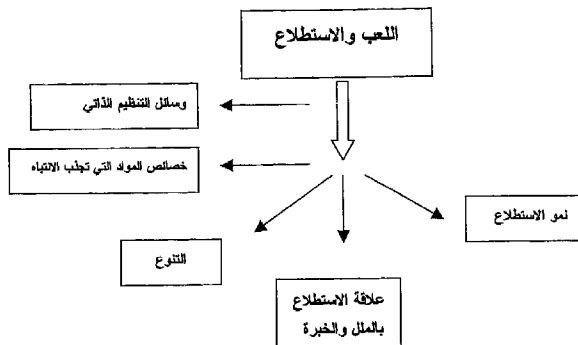 اللعب والاستطلاع
وسائل التنظيم الذاتي
خصائص المواد التي تجذب الانتباه
نمو الاستطلاع
التنوع
علاقة الاستطلاع
بالملل والخبرة